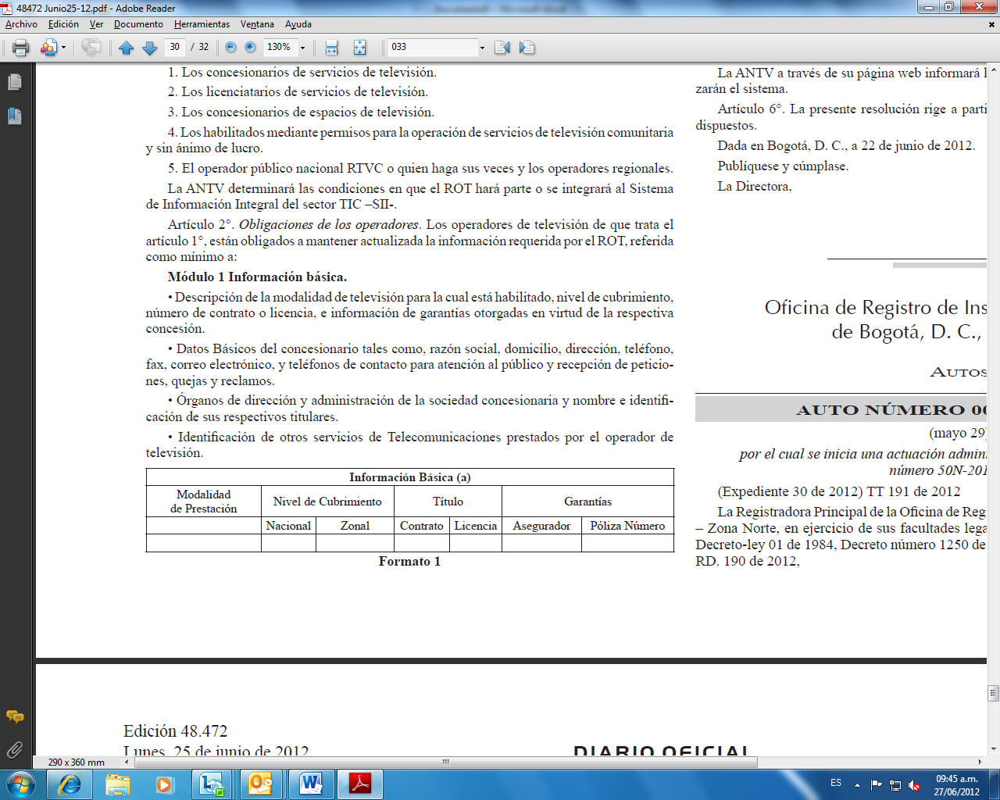 48472 Junio25-12.pdf - Adobe Reader
Archivo Edición Ver Documento Herramientas Ventana Ayuda
30 / 32 130% 033
1. Los concesionarios de servicios de televisión.
2. Los licenciatarios de servicios de televisión.
3. Los concesionarios de espacios de televisión.
4. Los habilitados mediante permisos para la operación de servicios de televisión comunitaria
y sin ánimo de lucro.
5. El operador público nacional RTVC o quien haga sus veces y los operadores regionales.
La ANTV determinará las condiciones en que el ROT hará parte o se integrará al Sistema
de Información Integral del sector TIC –SII-.
Artículo 2°. Obligaciones de los operadores. Los operadores de televisión de que trata el
artículo 1°, están obligados a mantener actualizada la información requerida por el ROT, referida
como mínimo a:
Módulo 1 Información básica.
• Descripción de la modalidad de televisión para la cual está habilitado, nivel de cubrimiento,
número de contrato o licencia, e información de garantías otorgadas en virtud de la respectiva
concesión.
• Datos Básicos del concesionario tales como, razón social, domicilio, dirección, teléfono,
fax, correo electrónico, y teléfonos de contacto para atención al público y recepción de peticio-
nes, quejas y reclamos.
• Órganos de dirección y administración de la sociedad concesionaria y nombre e identifi-
cación de sus respectivos titulares.
• Identificación de otros servicios de Telecomunicaciones prestados por el operador de
televisión.
Información Básica (a)
Modalidad
de Prestación
Nivel de Cubrimiento Título Garantías
Nacional Zonal Contrato Licencia Asegurador Póliza Número
Formato 1
La ANTV a través de su página web informará l
zarán el sistema.
Artículo 6°. La presente resolución rige a parti
dispuestos.
Dada en Bogotá, D. C., a 22 de junio de 2012.
Publíquese y cúmplase.
La Directora,
Oficina de Registro de Ins
de Bogotá, D. C.,
AUTOS
AUTO NÚMERO 00
(mayo 29)
por el cual se inicia una actuación admini
número 50N-201
(Expediente 30 de 2012) TT 191 de 2012
La Registradora Principal de la Oficina de Reg
– Zona Norte, en ejercicio de sus facultades lega
Decreto-ley 01 de 1984, Decreto número 1250 de
RD. 190 de 2012,
Edición 48.472
Lunes, 25 de junio de 2012
DIARIO OFICIAL
290 x 360 mm
ES
09:45 a.m.
27/06/2012